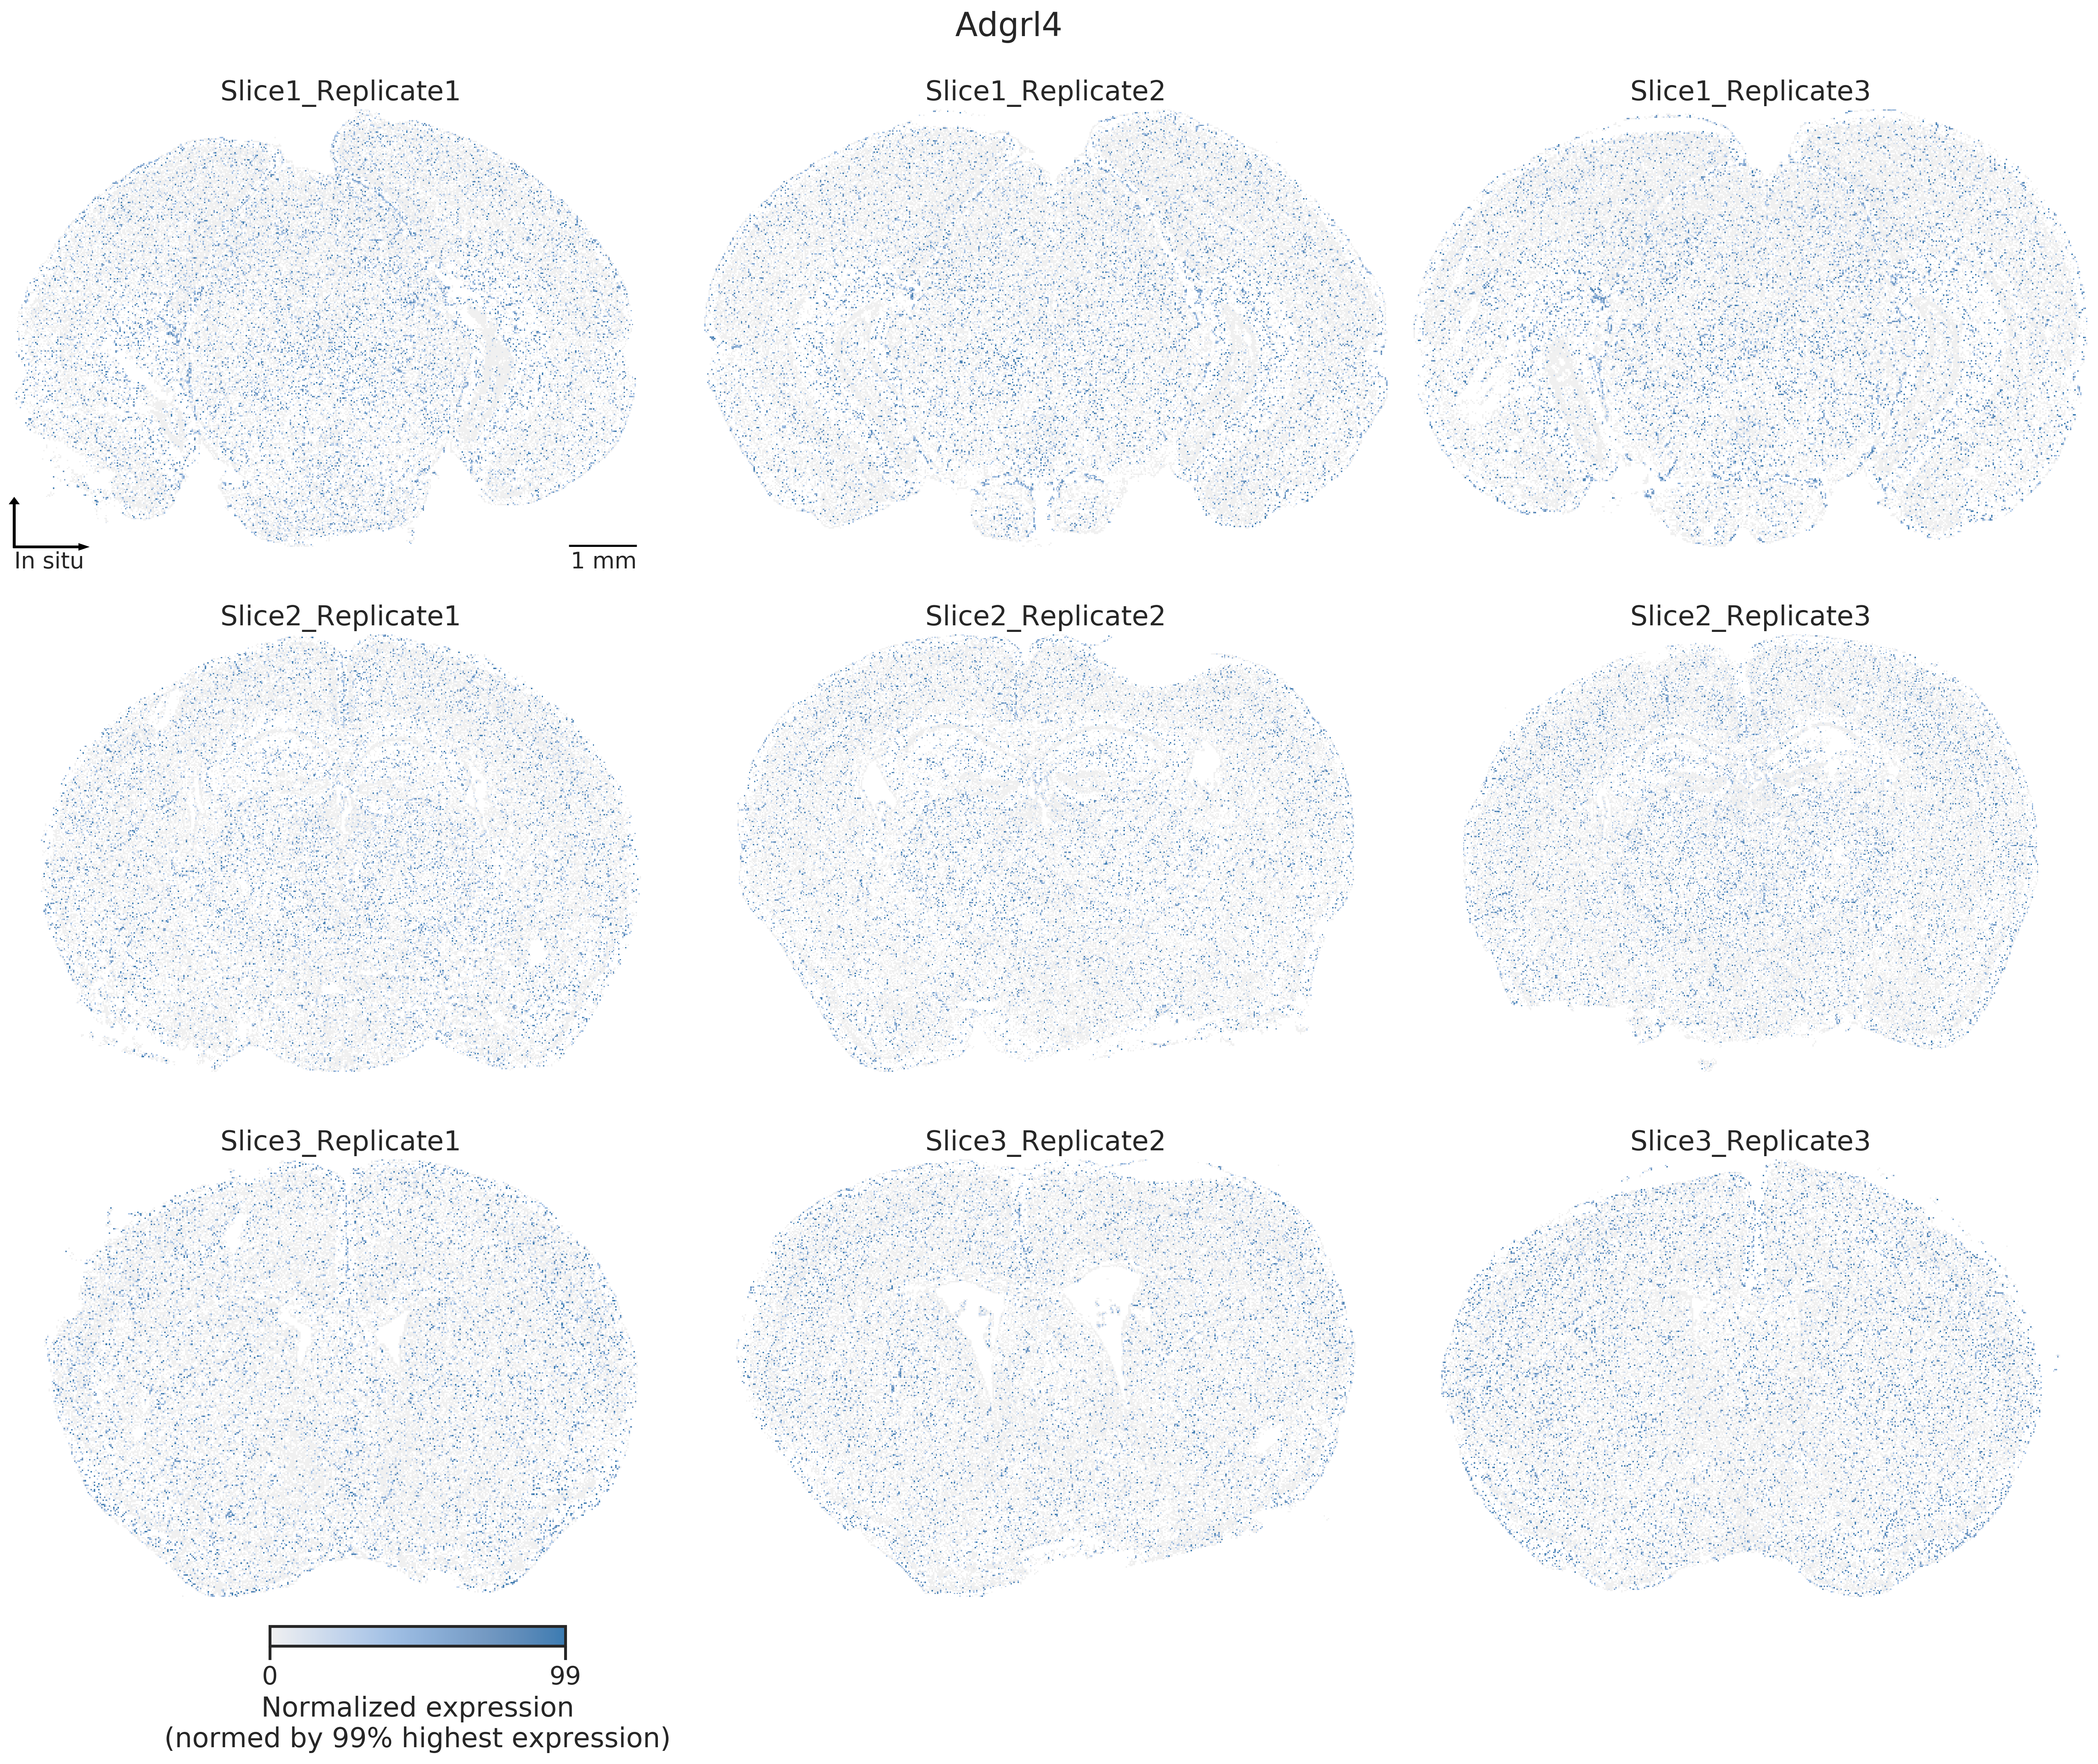 Adgrl4
Slice1_Replicate1
Slice1_Replicate2
Slice1_Replicate3
In situ
1 mm
Slice2_Replicate1
Slice2_Replicate2
Slice2_Replicate3
Slice3_Replicate1
Slice3_Replicate2
Slice3_Replicate3
0
99
Normalized expression
(normed by 99% highest expression)